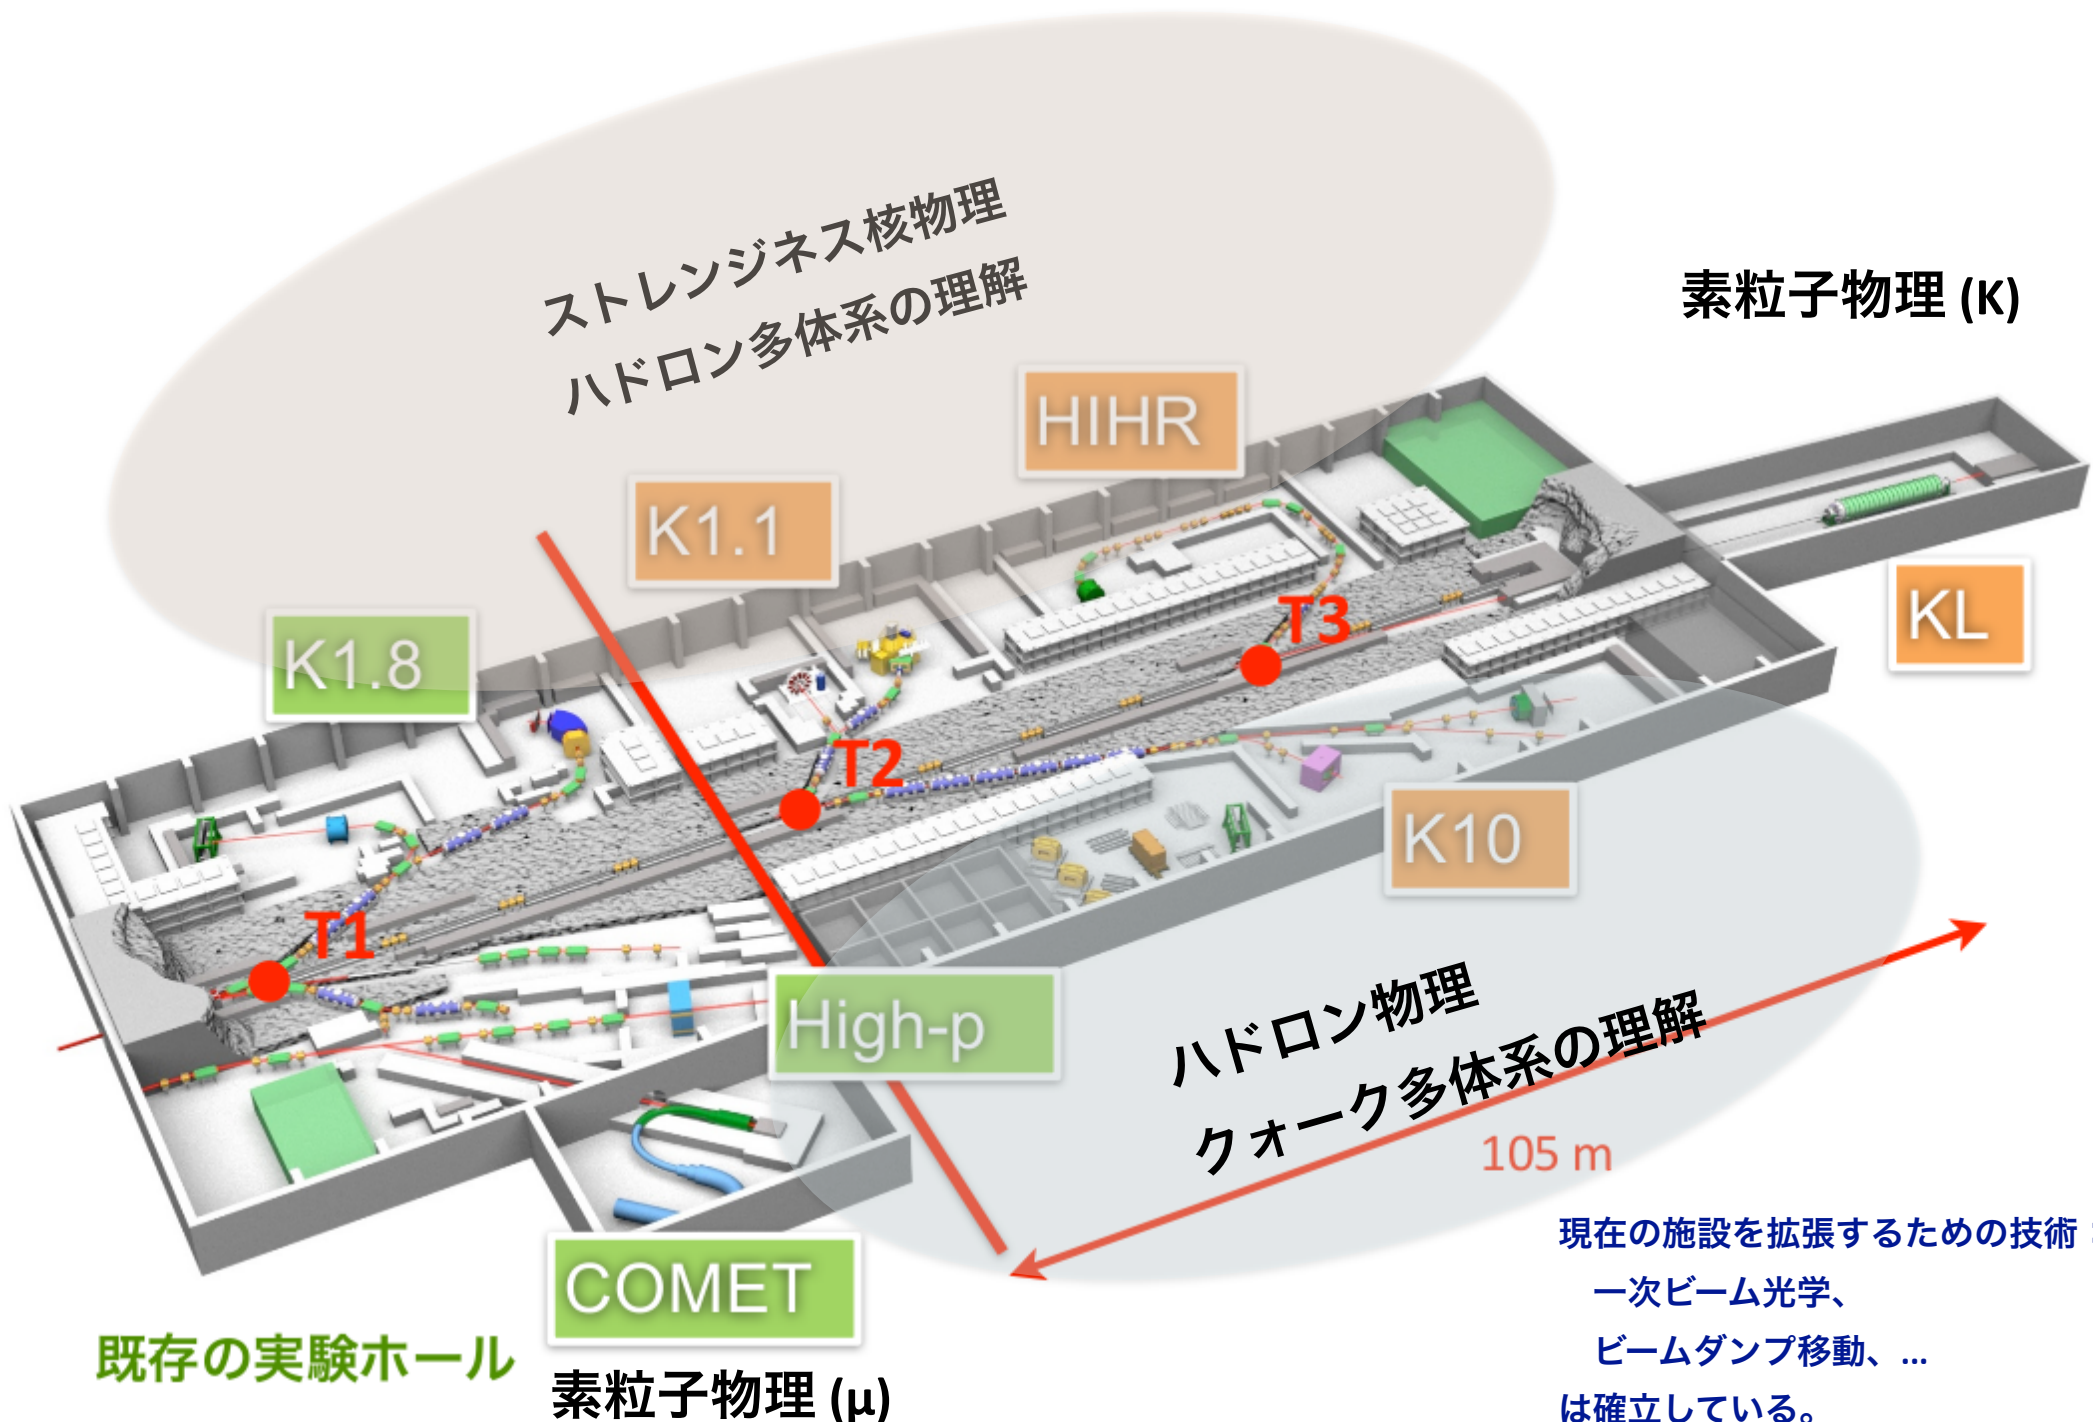 ストレンジネス核物理
ハドロン多体系の理解
素粒子物理 (K)
HIHR
K1.1
K1.8
KL
T3
T2
T1
K10
High-p
ハドロン物理
クォーク多体系の理解
105 m
COMET
既存の実験ホール
素粒子物理 (μ)
現在の施設を拡張するための技術
一次ビーム光学、
ビームダンプ移動、...
は確立している。